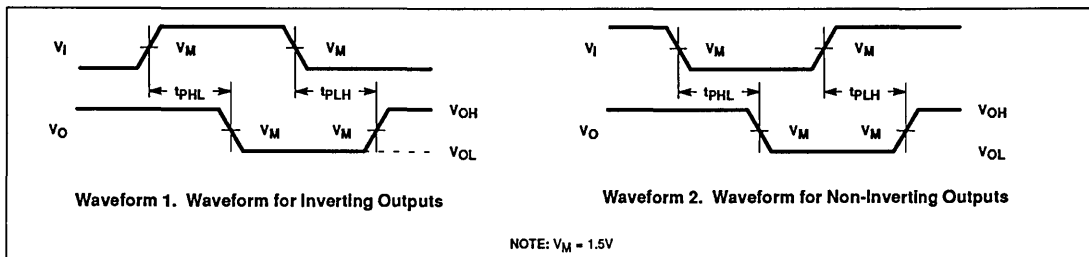 VI VM VM
tPHL tPLH
VO VM VM VOH
VOL
Waveform 1. Waveform for Inverting Outputs
VI VM VM
tPHL tPLH
VO VM VM VOH
VOL
Waveform 2. Waveform for Non-Inverting Outputs
NOTE: VM = 1.5V